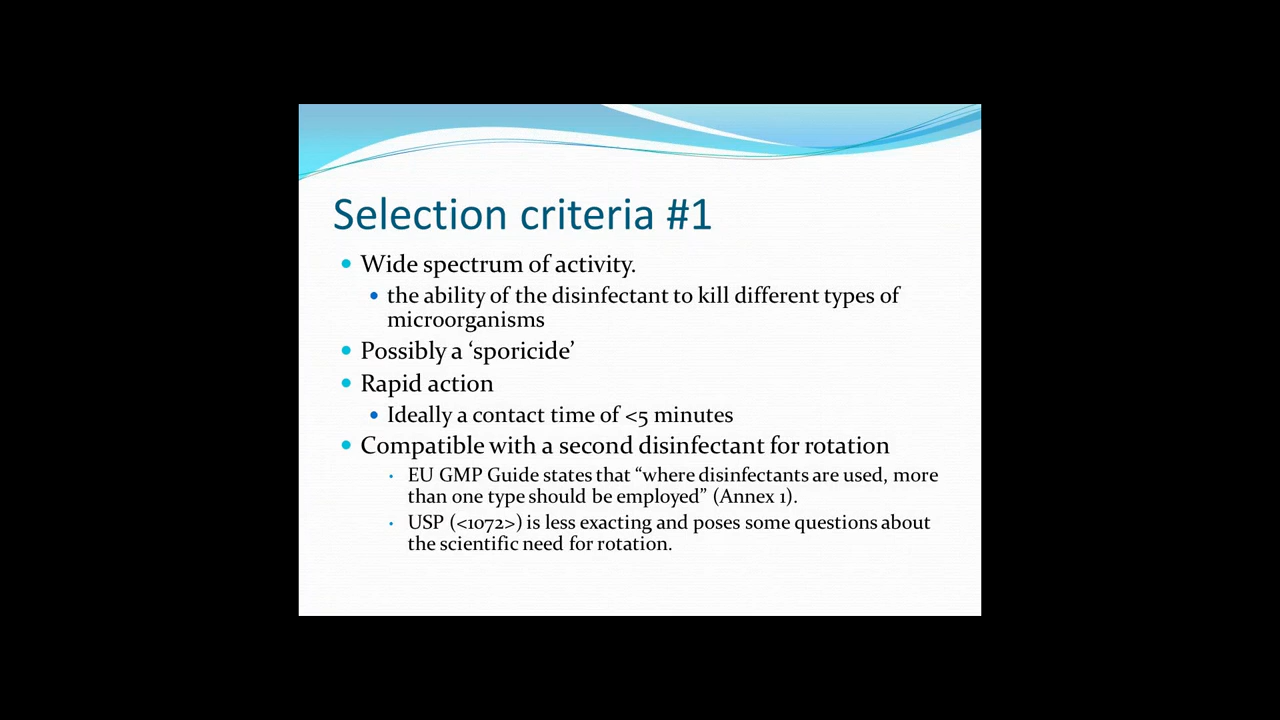 Selection criteria #1
• Wide spectrum of activity.
• the ability of the disinfectant to kill different types of
microorganisms
• Possibly a ‘sporicide’
• Rapid action
• Ideally a contact time of <5 minutes
• Compatible with a second disinfectant for rotation
• EU GMP Guide states that “where disinfectants are used, more
than one type should be employed” (Annex 1).
• USP (<1072>) is less exacting and poses some questions about
the scientific need for rotation.